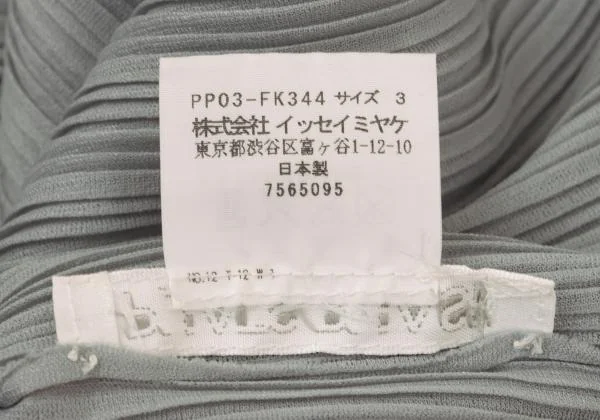 PP03-FK344 サイズ 3
株式会社 イッセイミヤケ
東京都渋谷区富ヶ谷1-12-10
日本製
7565095